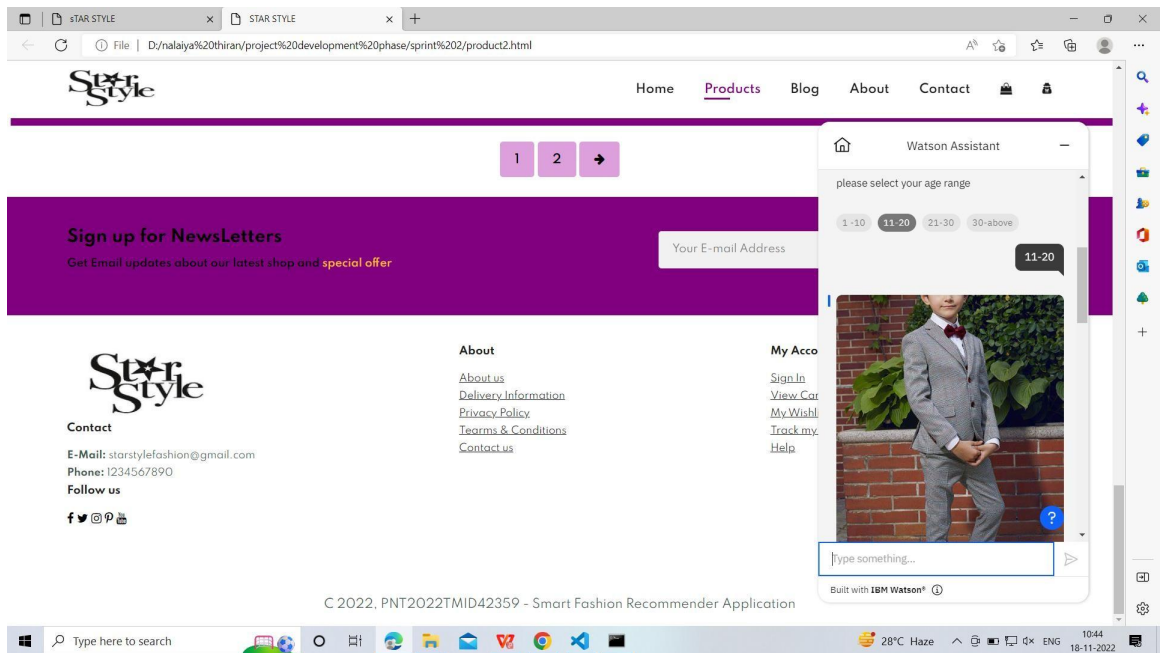 sTAR STYLE
STAR STYLE
File
D:/nalaiya%20thiran/project%20development%20phase/sprint%202/product2.html
Star Style
Home Products Blog About Contact
1 2
Sign up for NewsLetters
Get Email updates about our latest shop and special offer
Your E-mail Address
Star Style
Contact
E-Mail: starstylefashion@gmail.com
Phone: 1234567890
Follow us
About
About us
Delivery Information
Privacy Policy
Tearms & Conditions
Contact us
My Acco
Sign In
View Car
My Wishl
Track my
Help
C 2022, PNT2022TMID42359 - Smart Fashion Recommender Application
Watson Assistant
please select your age range
1 -10 11-20 21-30 30-above
11-20
?
Type something...
Built with IBM Watson®
Type here to search
28°C Haze
ENG
10:44
18-11-2022